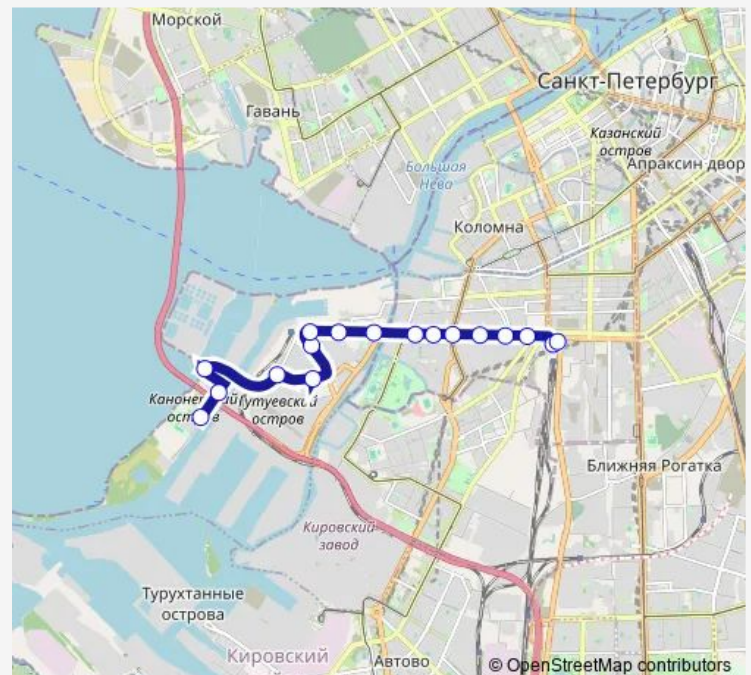 Морской
Санкт-Петербург
Гавань
Казанский
остров
Апраксин двор
Большая
Нева
Коломна
остров
Гутуевский
остров
Ближняя Рогатка
Кировский
завод
Турухтанные
острова
Кировский
Автово
© OpenStreetMap contributors